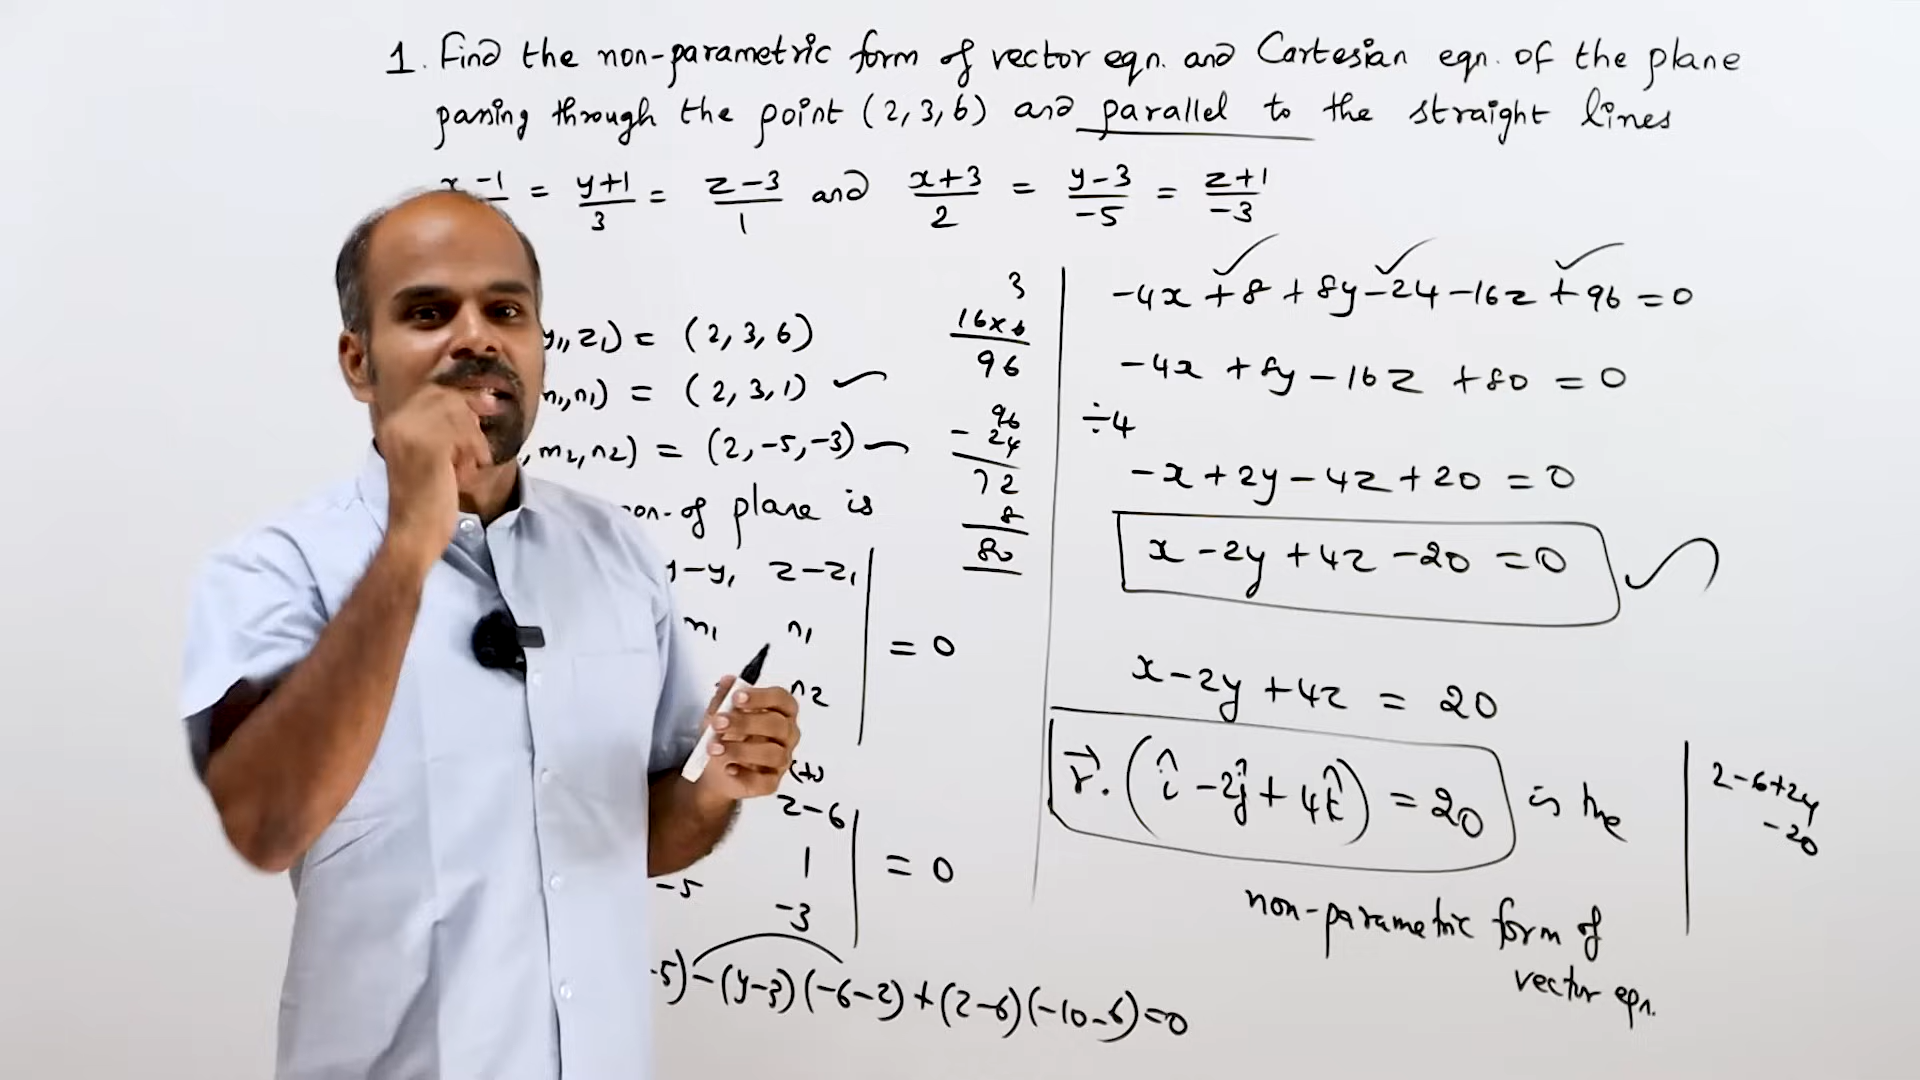 1. Find the non-parametric form of vector eqn. and Cartesian eqn. of the plane
passing through the point (2, 3, 6) and parallel to the straight lines
x-1 = y+1/3 = z-3/1 and x+3/2 = y-3/-5 = z+1/-3
y₁, z₁) = (2, 3, 6)
m₁, n₁) = (2, 3, 1)
, m₂, n₂) = (2, -5, -3)
of plane is
y-y₁ z-z₁
m₁ n₁ = 0
n₂
(+)
z-6
1 = 0
-5 -3
-5) - (y-3)(-6-2) + (z-6)(-10-6) = 0
3
16×6
96
96
- 24
72
8
80
-4x + 8 + 8y - 24 - 16z + 96 = 0
-4x + 8y - 16z + 80 = 0
÷4
-x + 2y - 4z + 20 = 0
x - 2y + 4z - 20 = 0
x - 2y + 4z = 20
r⃗. (î - 2ĵ + 4k̂) = 20 is the
non-parametric form of
vector eqn.
2-6+24
-20